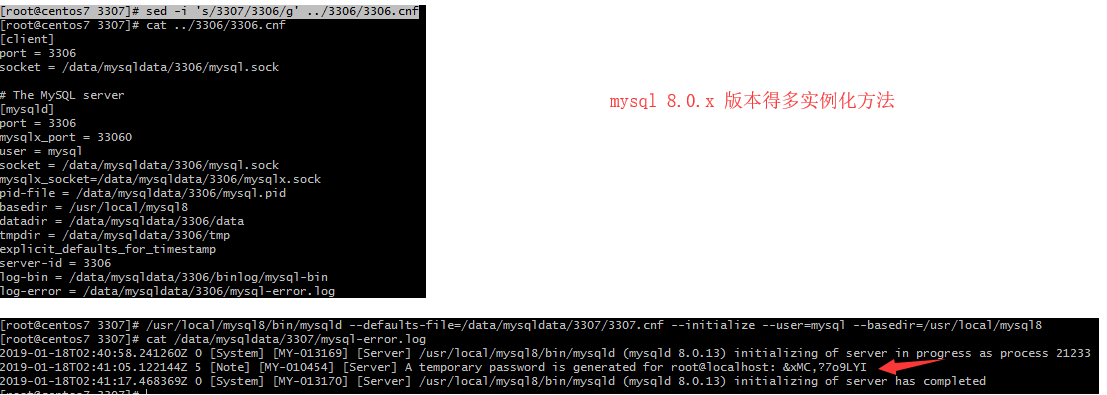 [root@centos7 3307]# sed -i 's/3307/3306/g' ../3306/3306.cnf
[root@centos7 3307]# cat ../3306/3306.cnf
[client]
port = 3306
socket = /data/mysqldata/3306/mysql.sock
# The MySQL server
[mysqld]
port = 3306
mysqlx_port = 33060
user = mysql
socket = /data/mysqldata/3306/mysql.sock
mysqlx_socket=/data/mysqldata/3306/mysqlx.sock
pid-file = /data/mysqldata/3306/mysql.pid
basedir = /usr/local/mysql8
datadir = /data/mysqldata/3306/data
tmpdir = /data/mysqldata/3306/tmp
explicit_defaults_for_timestamp
server-id = 3306
log-bin = /data/mysqldata/3306/binlog/mysql-bin
log-error = /data/mysqldata/3306/mysql-error.log
mysql 8.0.x 版本得多实例化方法
[root@centos7 3307]# /usr/local/mysql8/bin/mysqld --defaults-file=/data/mysqldata/3307/3307.cnf --initialize --user=mysql --basedir=/usr/local/mysql8
[root@centos7 3307]# cat /data/mysqldata/3307/mysql-error.log
2019-01-18T02:40:58.241260Z 0 [System] [MY-013169] [Server] /usr/local/mysql8/bin/mysqld (mysqld 8.0.13) initializing of server in progress as process 21233
2019-01-18T02:41:05.122144Z 5 [Note] [MY-010454] [Server] A temporary password is generated for root@localhost: &xMC,?7o9LYI
2019-01-18T02:41:17.468369Z 0 [System] [MY-013170] [Server] /usr/local/mysql8/bin/mysqld (mysqld 8.0.13) initializing of server has completed
[root@centos7 3307]#